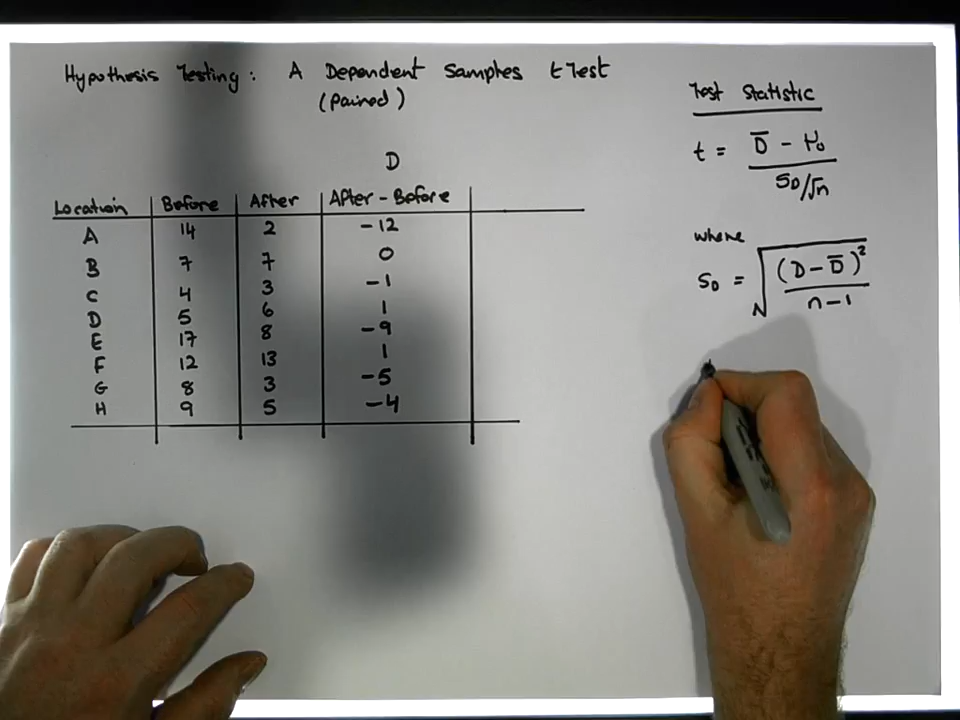 Hypothesis Testing: A Dependent Samples t Test
(Paired)
D
Location Before After After - Before
A 14 2 -12
B 7 7 0
C 4 3 -1
D 5 6 1
E 17 8 -9
F 12 13 1
G 8 3 -5
H 9 5 -4
Test Statistic
t = D̅ - μ₀
S_D/√n
where
S_D = √(D - D̅)²
n - 1